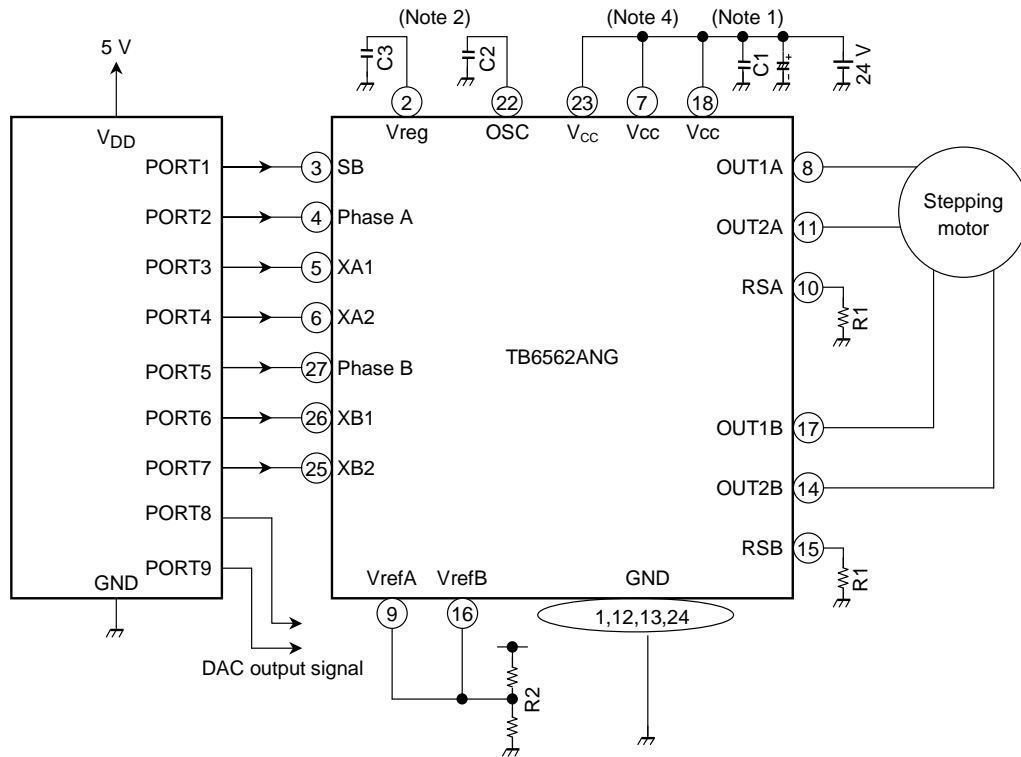 (Note 2) (Note 4) (Note 1)
5 V
C3
C2
C1
+
24 V
2
22
23
7
18
Vreg
OSC
VCC
Vcc
Vcc
VDD
PORT1
3
SB
OUT1A
8
PORT2
4
Phase A
OUT2A
11
Stepping
motor
PORT3
5
XA1
RSA
10
R1
PORT4
6
XA2
TB6562ANG
PORT5
27
Phase B
PORT6
26
XB1
OUT1B
17
PORT7
25
XB2
OUT2B
14
PORT8
RSB
15
R1
PORT9
GND
VrefA
VrefB
GND
9
16
1,12,13,24
DAC output signal
R2